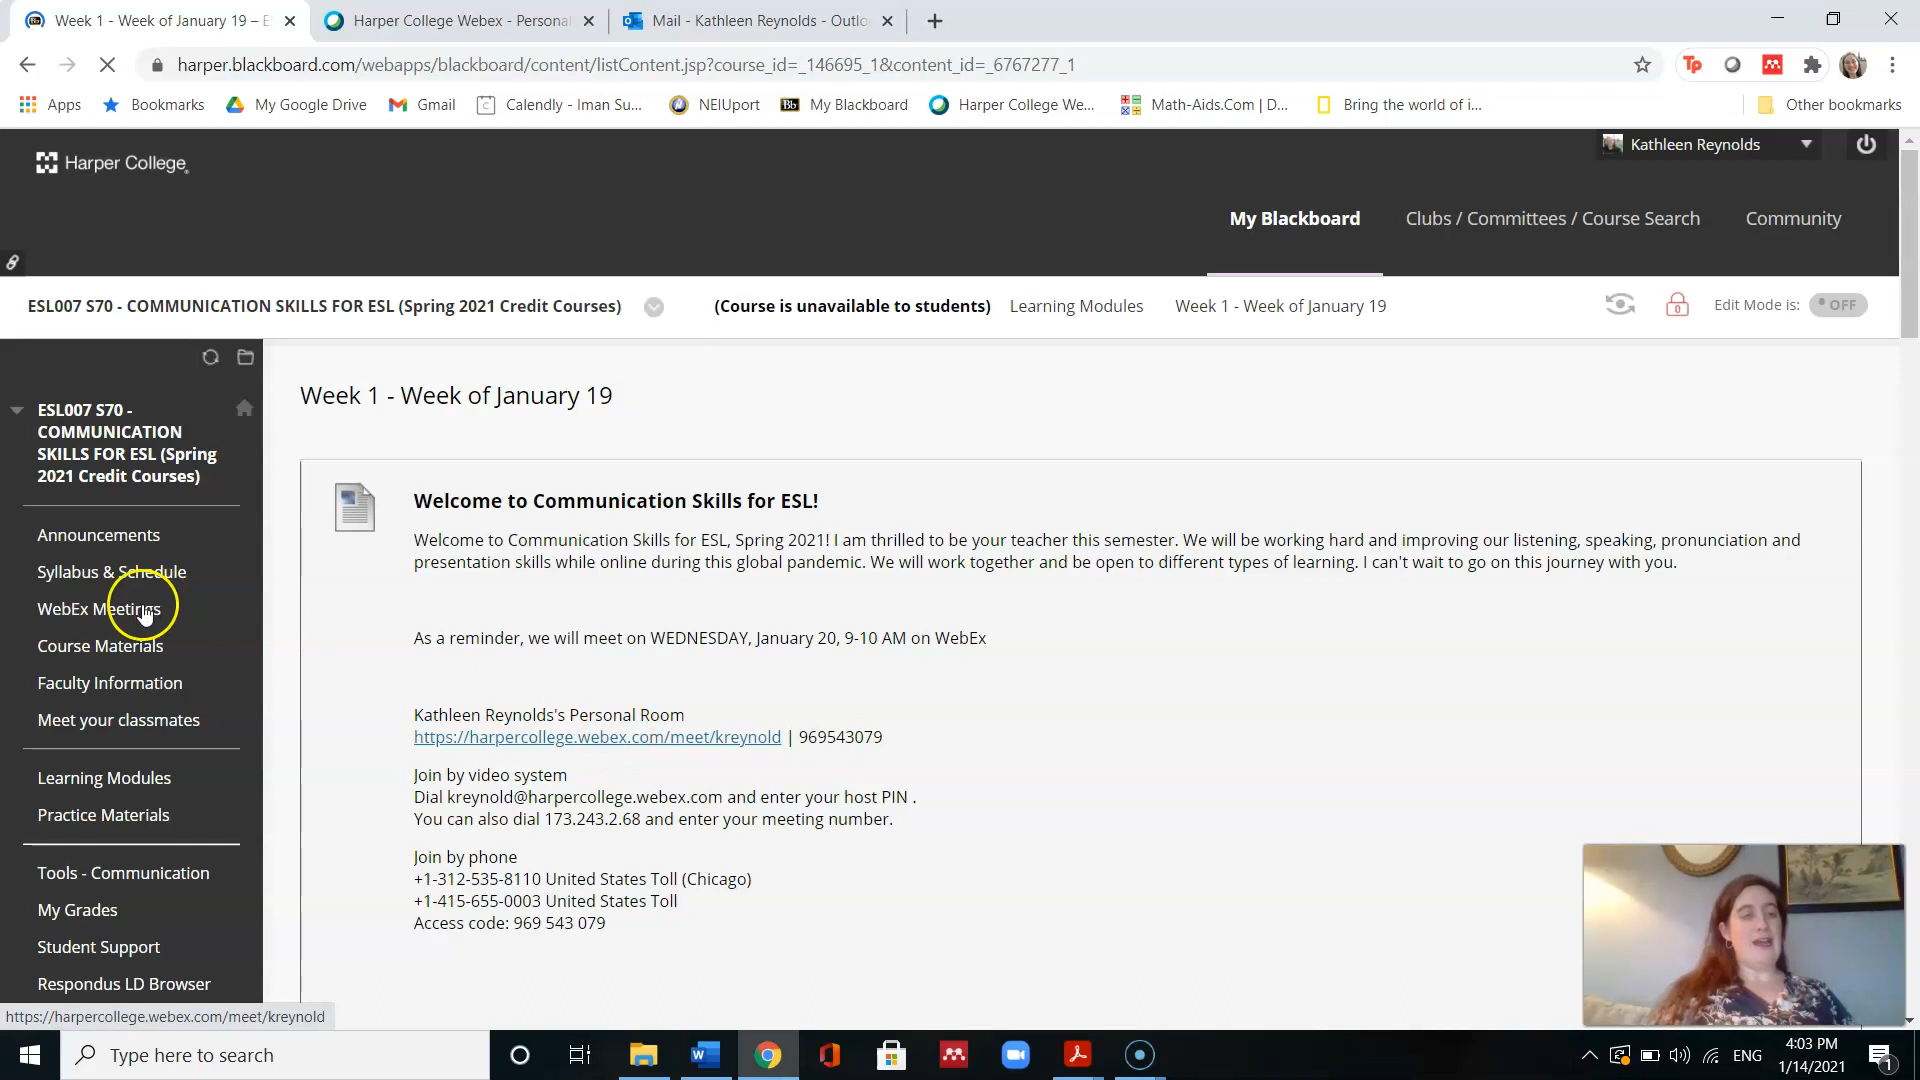 Week 1 - Week of January 19 – E
Harper College Webex - Personal
Mail - Kathleen Reynolds - Outlo
harper.blackboard.com/webapps/blackboard/content/listContent.jsp?course_id=_146695_1&content_id=_6767277_1
Apps
Bookmarks
My Google Drive
Gmail
Calendly - Iman Su...
NEIUport
Bb My Blackboard
Harper College We...
Math-Aids.Com | D...
Bring the world of i...
Other bookmarks
Harper College
Kathleen Reynolds
My Blackboard
Clubs / Committees / Course Search
Community
ESL007 S70 - COMMUNICATION SKILLS FOR ESL (Spring 2021 Credit Courses)
(Course is unavailable to students)
Learning Modules
Week 1 - Week of January 19
Edit Mode is:
OFF
ESL007 S70 -
COMMUNICATION
SKILLS FOR ESL (Spring
2021 Credit Courses)
Announcements
Syllabus & Schedule
WebEx Meetings
Course Materials
Faculty Information
Meet your classmates
Learning Modules
Practice Materials
Tools - Communication
My Grades
Student Support
Respondus LD Browser
Week 1 - Week of January 19
Welcome to Communication Skills for ESL!
Welcome to Communication Skills for ESL, Spring 2021! I am thrilled to be your teacher this semester. We will be working hard and improving our listening, speaking, pronunciation and
presentation skills while online during this global pandemic. We will work together and be open to different types of learning. I can't wait to go on this journey with you.
As a reminder, we will meet on WEDNESDAY, January 20, 9-10 AM on WebEx
Kathleen Reynolds's Personal Room
https://harpercollege.webex.com/meet/kreynold | 969543079
Join by video system
Dial kreynold@harpercollege.webex.com and enter your host PIN .
You can also dial 173.243.2.68 and enter your meeting number.
Join by phone
+1-312-535-8110 United States Toll (Chicago)
+1-415-655-0003 United States Toll
Access code: 969 543 079
https://harpercollege.webex.com/meet/kreynold
Type here to search
ENG
4:03 PM
1/14/2021
1